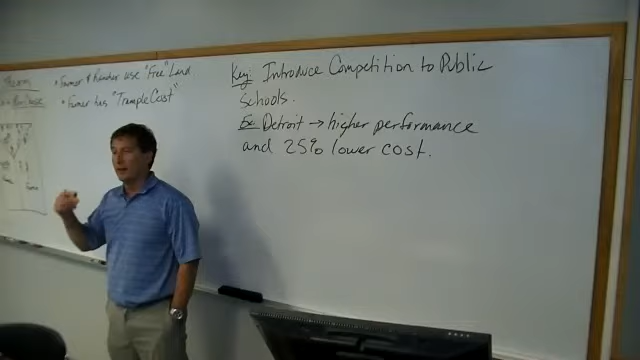 Theorem
• Farmer & Rancher use "Free" Land
• Farmer has "Trample Cost"
Key: Introduce Competition to Public
schools.
Ex: Detroit → higher performance
and 25% lower cost.